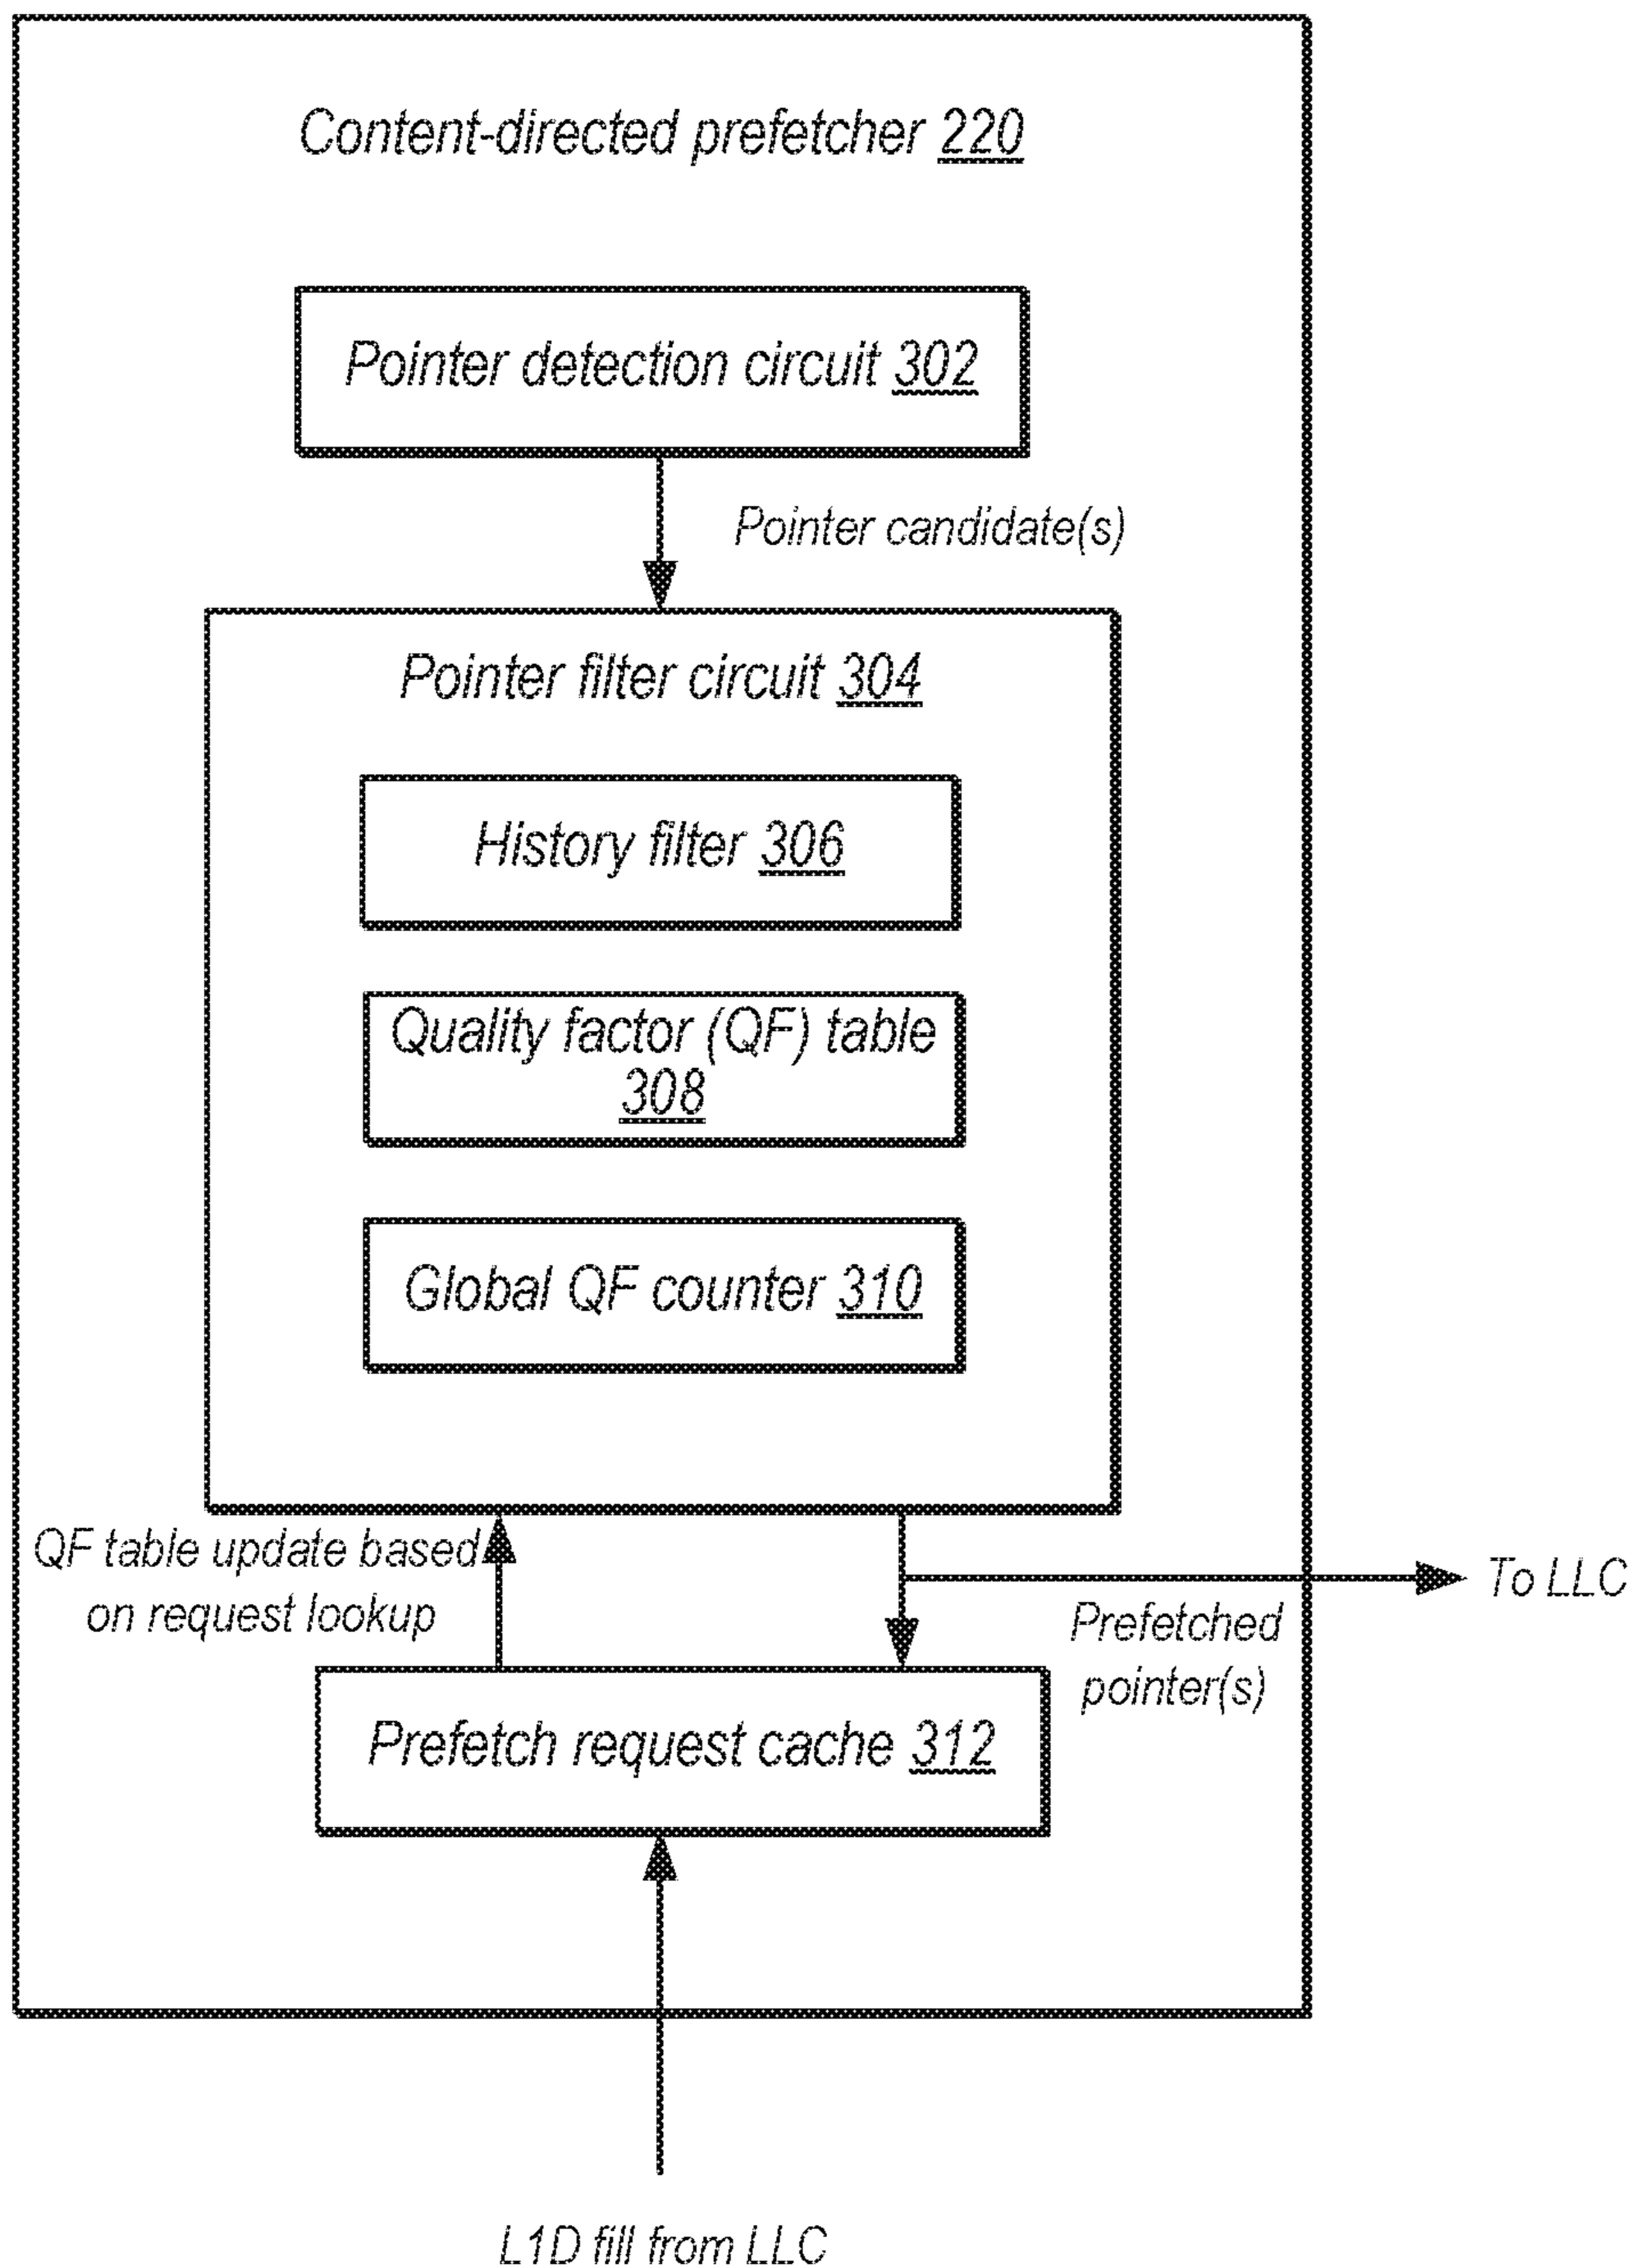 Content-directed prefetcher 220
Pointer detection circuit 302
Pointer candidate(s)
Pointer filter circuit 304
History filter 306
Quality factor (QF) table
308
Global QF counter 310
QF table update based
on request lookup
To LLC
Prefetched
pointer(s)
Prefetch request cache 312
L1D fill from LLC